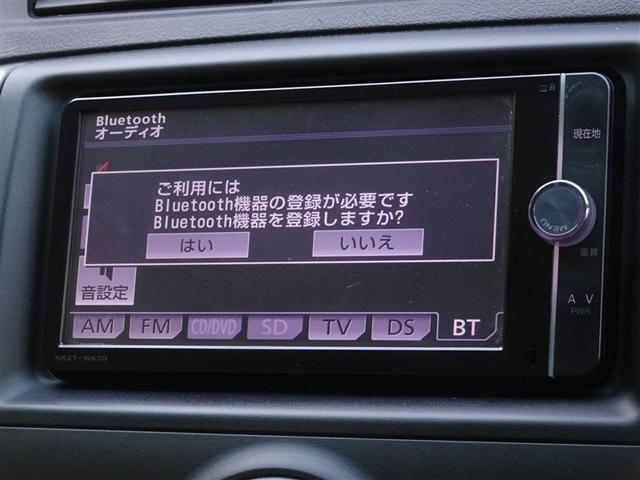 Bluetooth
オーディオ
ご利用には
Bluetooth機器の登録が必要です
Bluetooth機器を登録しますか?
はい いいえ
音設定
AM FM CD/DVD SD TV DS BT
NSZT-W62G
現在地
MENU
画質
A V
PWR